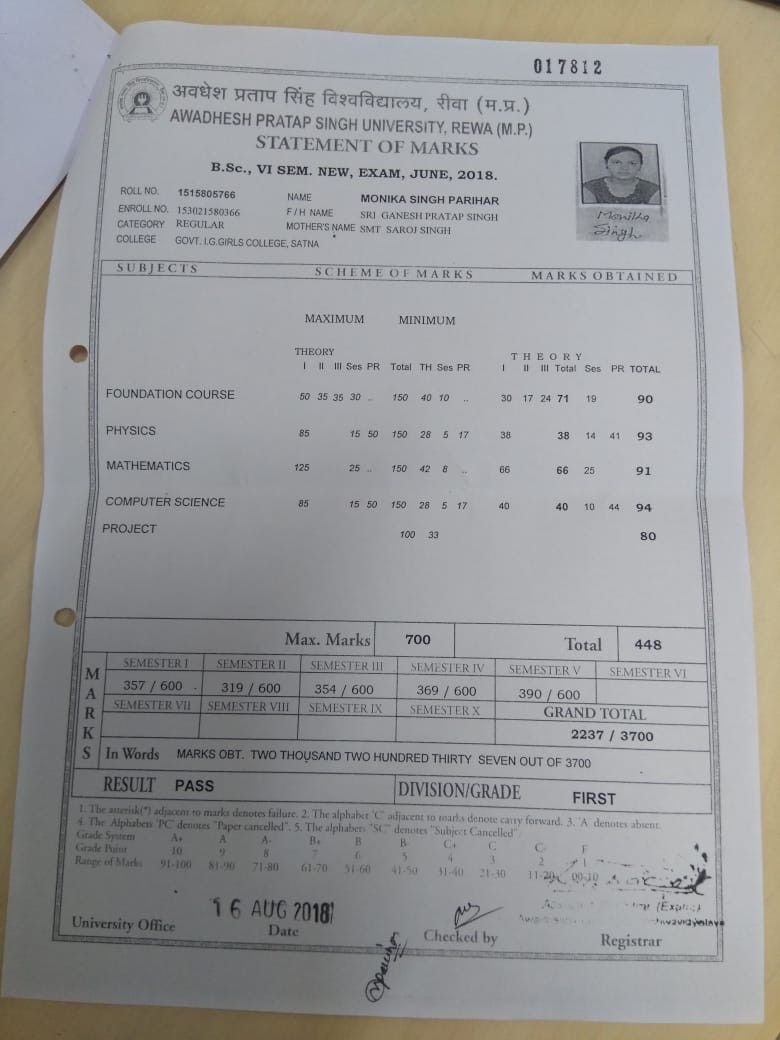 017812
अवधेश प्रताप सिंह विश्वविद्यालय, रीवा (म.प्र.)
AWADHESH PRATAP SINGH UNIVERSITY, REWA (M.P.)
STATEMENT OF MARKS
B.Sc., VI SEM. NEW, EXAM, JUNE, 2018.
ROLL NO. 1515805766 NAME MONIKA SINGH PARIHAR
ENROLL NO. 153021580366 F / H NAME SRI GANESH PRATAP SINGH
CATEGORY REGULAR MOTHER'S NAME SMT SAROJ SINGH
COLLEGE GOVT. I.G.GIRLS COLLEGE, SATNA
Monika
Singh
SUBJECTS SCHEME OF MARKS MARKS OBTAINED
MAXIMUM MINIMUM
THEORY THEORY
I II III Ses PR Total TH Ses PR I II III Total Ses PR TOTAL
FOUNDATION COURSE 50 35 35 30 .. 150 40 10 .. 30 17 24 71 19 90
PHYSICS 85 15 50 150 28 5 17 38 38 14 41 93
MATHEMATICS 125 25 .. 150 42 8 .. 66 66 25 91
COMPUTER SCIENCE 85 15 50 150 28 5 17 40 40 10 44 94
PROJECT 100 33 80
Max. Marks 700 Total 448
MARKS
SEMESTER I SEMESTER II SEMESTER III SEMESTER IV SEMESTER V SEMESTER VI
357 / 600 319 / 600 354 / 600 369 / 600 390 / 600
SEMESTER VII SEMESTER VIII SEMESTER IX SEMESTER X GRAND TOTAL
2237 / 3700
In Words MARKS OBT. TWO THOUSAND TWO HUNDRED THIRTY SEVEN OUT OF 3700
RESULT PASS DIVISION/GRADE FIRST
1. The asterisk(*) adjacent to marks denotes failure. 2. The alphabet 'C' adjacent to marks denote carry forward. 3. 'A' denotes absent.
4. The Alphabets 'PC' denotes "Paper cancelled". 5. The alphabets "SC" denotes "Subject Cancelled".
Grade System A+ A A- B+ B B- C+ C C- F
Grade Point 10 9 8 7 6 5 4 3 2 1
Range of Marks 91-100 81-90 71-80 61-70 51-60 41-50 31-40 21-30 11-20 00-10
16 AUG 2018
University Office Date Checked by Registrar
(Exam)